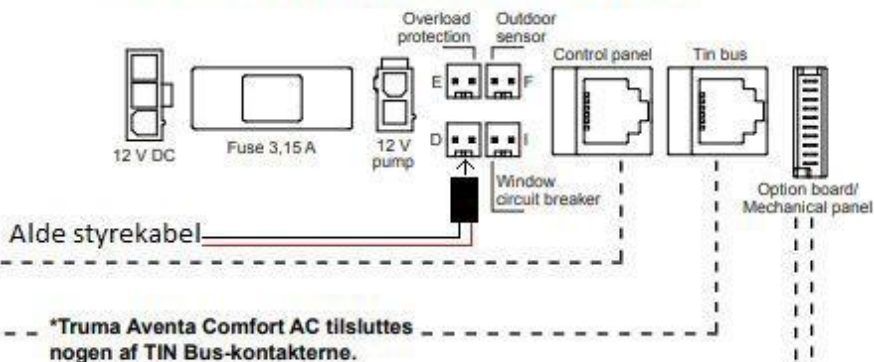 Overload
protection
Outdoor
sensor
Control panel
Tin bus
E
F
12 V DC
Fuse 3,15 A
12 V
pump
D
I
Window
circuit breaker
Option board/
Mechanical panel
Alde styrekabel
*Truma Aventa Comfort AC tilsluttes
nogen af TIN Bus-kontakterne.